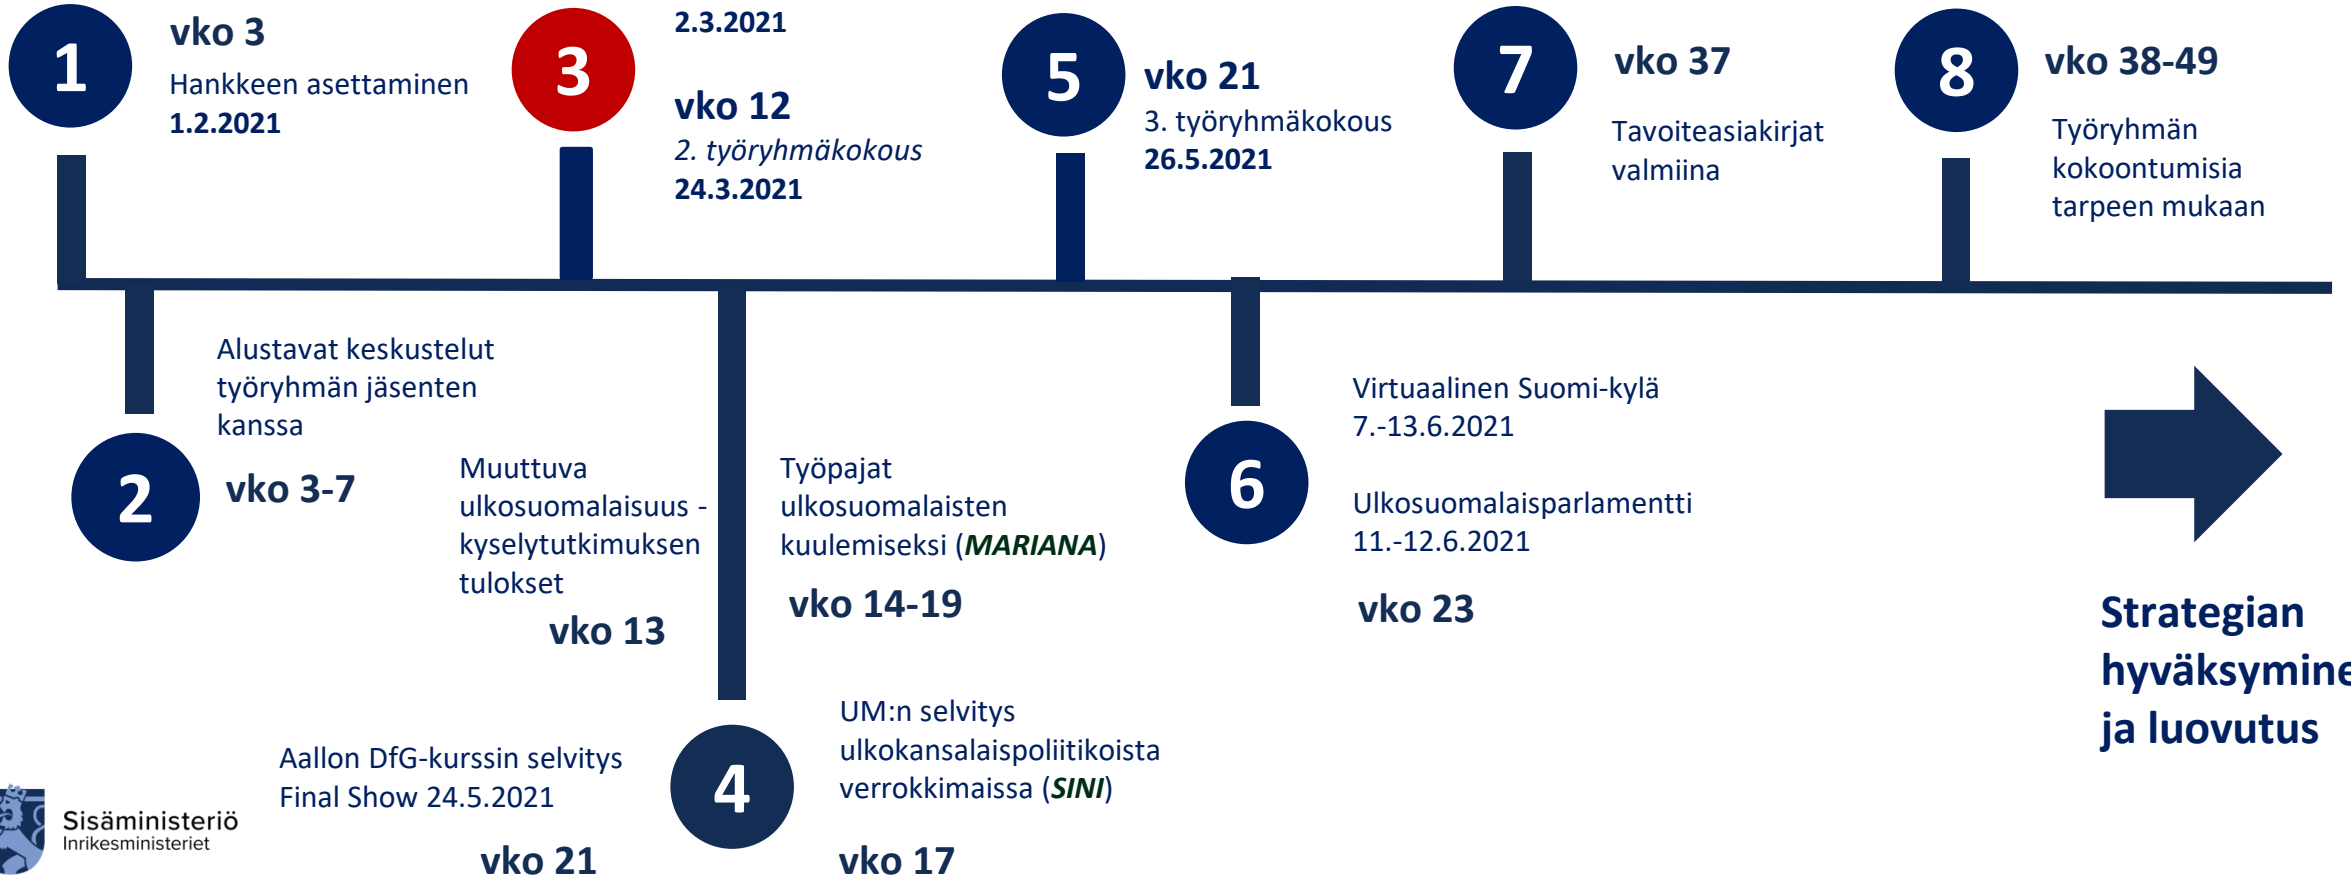 1
vko 3
Hankkeen asettaminen
1.2.2021
3
2.3.2021
vko 12
2. työryhmäkokous
24.3.2021
5
vko 21
3. työryhmäkokous
26.5.2021
7
vko 37
Tavoiteasiakirjat
valmiina
8
vko 38-49
Työryhmän
kokoontumisia
tarpeen mukaan
2
Alustavat keskustelut
työryhmän jäsenten
kanssa
vko 3-7
Muuttuva
ulkosuomalaisuus -
kyselytutkimuksen
tulokset
vko 13
Työpajat
ulkosuomalaisten
kuulemiseksi (MARIANA)
vko 14-19
Aallon DfG-kurssin selvitys
Final Show 24.5.2021
vko 21
4
UM:n selvitys
ulkokansalaispoliitikoista
verrokkimaissa (SINI)
vko 17
6
Virtuaalinen Suomi-kylä
7.-13.6.2021
Ulkosuomalaisparlamentti
11.-12.6.2021
vko 23
Strategian
hyväksymine
ja luovutus
Sisäministeriö
Inrikesministeriet